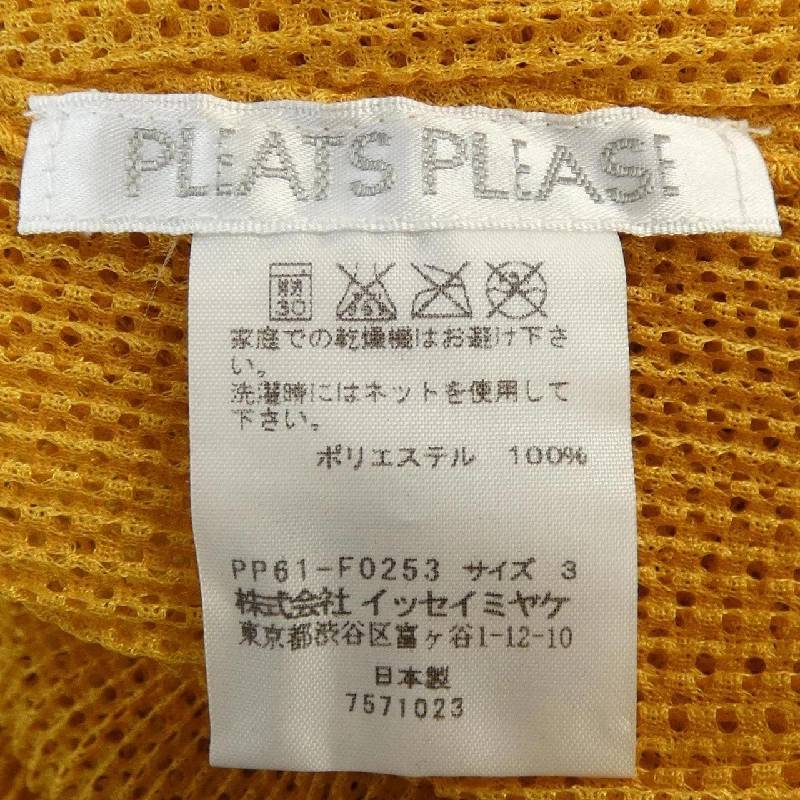 PLEATS PLEASE
30
家庭での乾燥機はお避け下さ
い。
洗濯時にはネットを使用して
下さい。
ポリエステル 100%
PP61-F0253 サイズ 3
株式会社 イッセイミヤケ
東京都渋谷区富ヶ谷1-12-10
日本製
7571023